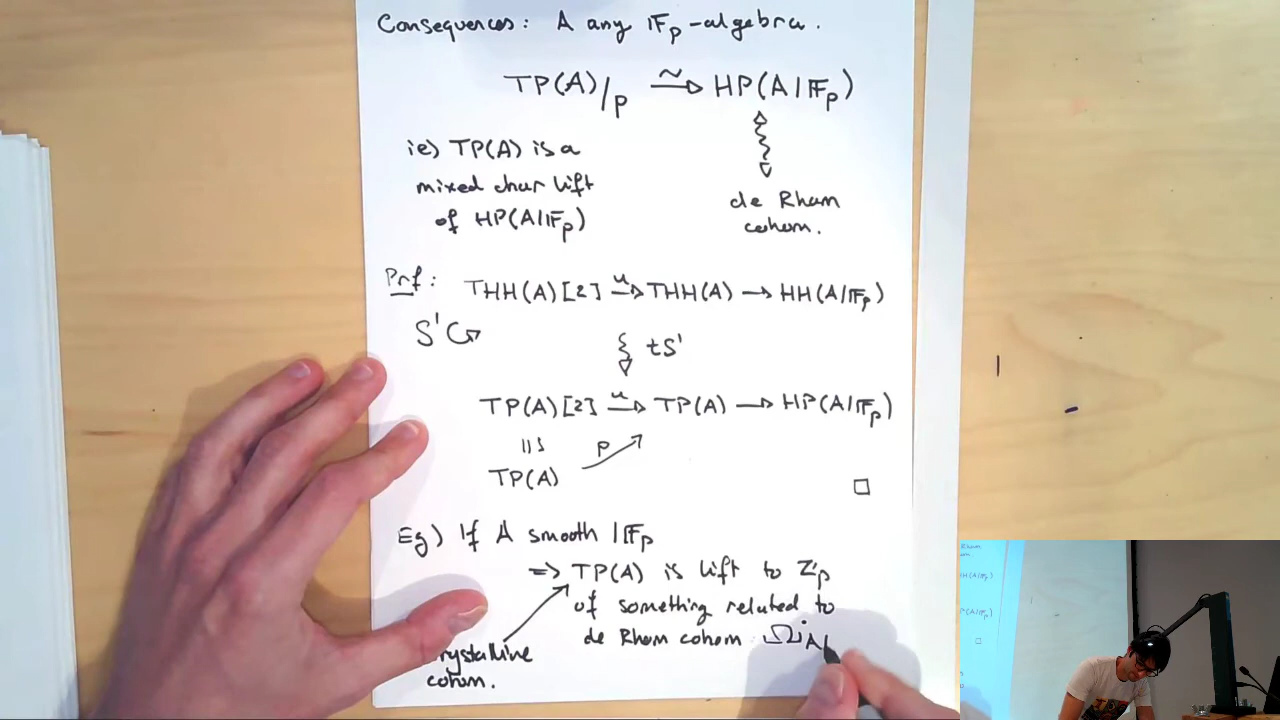 Consequences: A any 𝔽p-algebra.
TP(A)/p ⥲ HP(A|𝔽p)
ie) TP(A) is a
mixed char lift
of HP(A|𝔽p)
de Rham
cohom.
Prf: THH(A)[2] →u THH(A) → HH(A/𝔽p)
S¹ ↻
tS¹
TP(A)[2] →u TP(A) → HP(A|𝔽p)
≅
p
TP(A)
□
Eg) If A smooth |𝔽p
⇒ TP(A) is lift to ℤp
of something related to
de Rham cohom Ω•A|
crystalline
cohom.